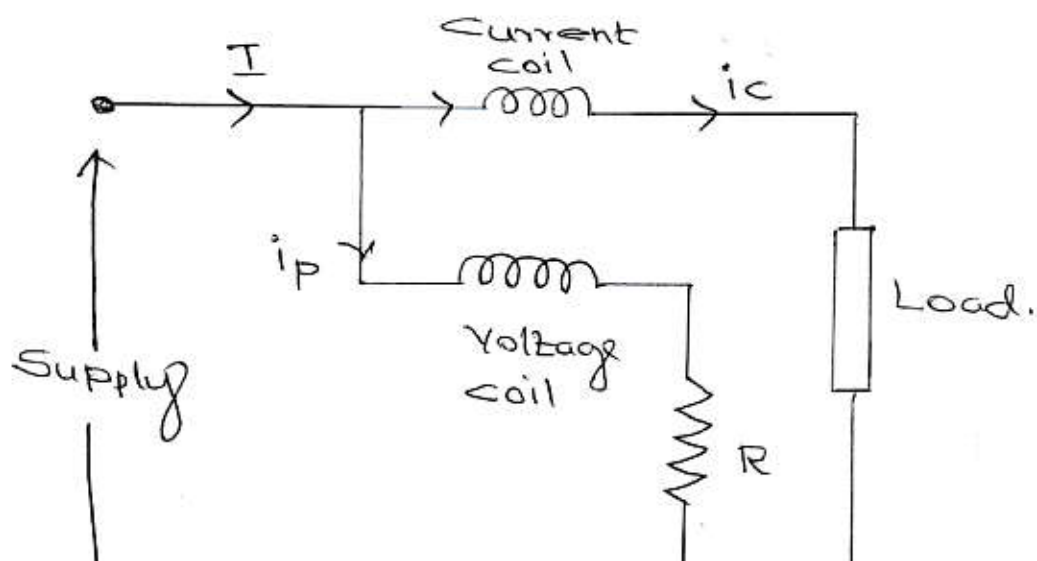 Current
coil
I
ic
ip
Voltage
coil
Load.
Supply
R